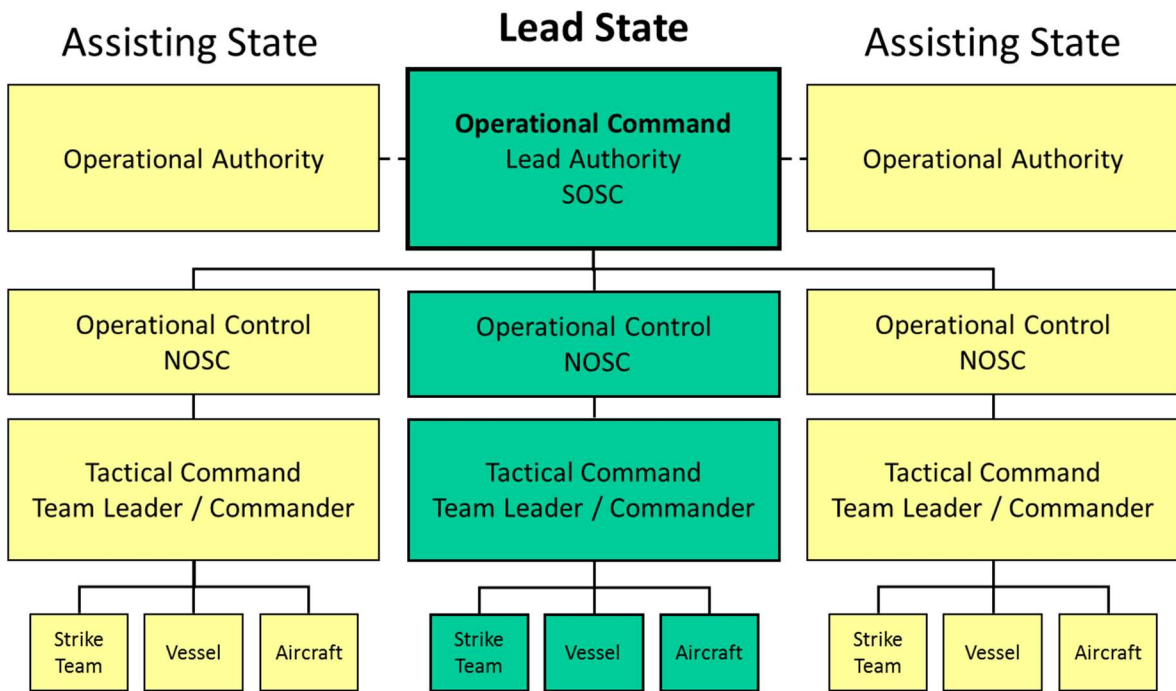 Assisting State
Lead State
Assisting State
Operational Authority
Operational Command
Lead Authority
SOSC
Operational Authority
Operational Control
NOSC
Operational Control
NOSC
Operational Control
NOSC
Tactical Command
Team Leader / Commander
Tactical Command
Team Leader / Commander
Tactical Command
Team Leader / Commander
Strike
Team
Vessel
Aircraft
Strike
Team
Vessel
Aircraft
Strike
Team
Vessel
Aircraft